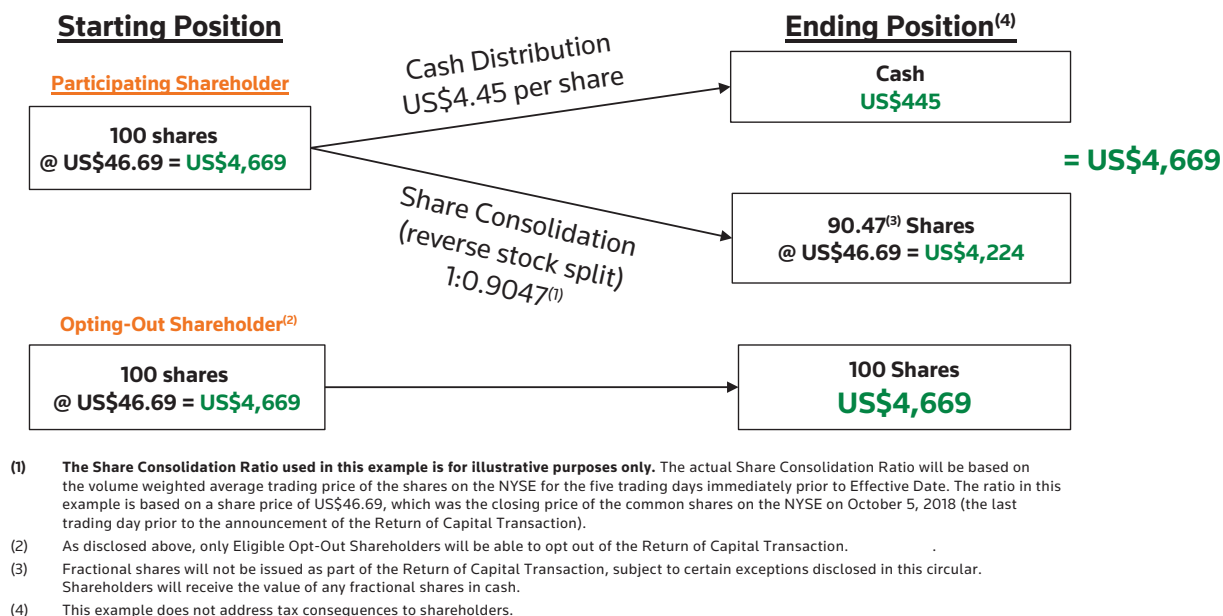 Starting Position
Ending Position(4)
Participating Shareholder
100 shares
@ US$46.69 = US$4,669
Cash Distribution
US$4.45 per share
Cash
US$445
= US$4,669
Share Consolidation
(reverse stock split)
1:0.9047(1)
90.47(3) Shares
@ US$46.69 = US$4,224
Opting-Out Shareholder(2)
100 shares
@ US$46.69 = US$4,669
100 Shares
US$4,669
(1) The Share Consolidation Ratio used in this example is for illustrative purposes only. The actual Share Consolidation Ratio will be based on
the volume weighted average trading price of the shares on the NYSE for the five trading days immediately prior to Effective Date. The ratio in this
example is based on a share price of US$46.69, which was the closing price of the common shares on the NYSE on October 5, 2018 (the last
trading day prior to the announcement of the Return of Capital Transaction).
(2) As disclosed above, only Eligible Opt-Out Shareholders will be able to opt out of the Return of Capital Transaction. .
(3) Fractional shares will not be issued as part of the Return of Capital Transaction, subject to certain exceptions disclosed in this circular.
Shareholders will receive the value of any fractional shares in cash.
(4) This example does not address tax consequences to shareholders.